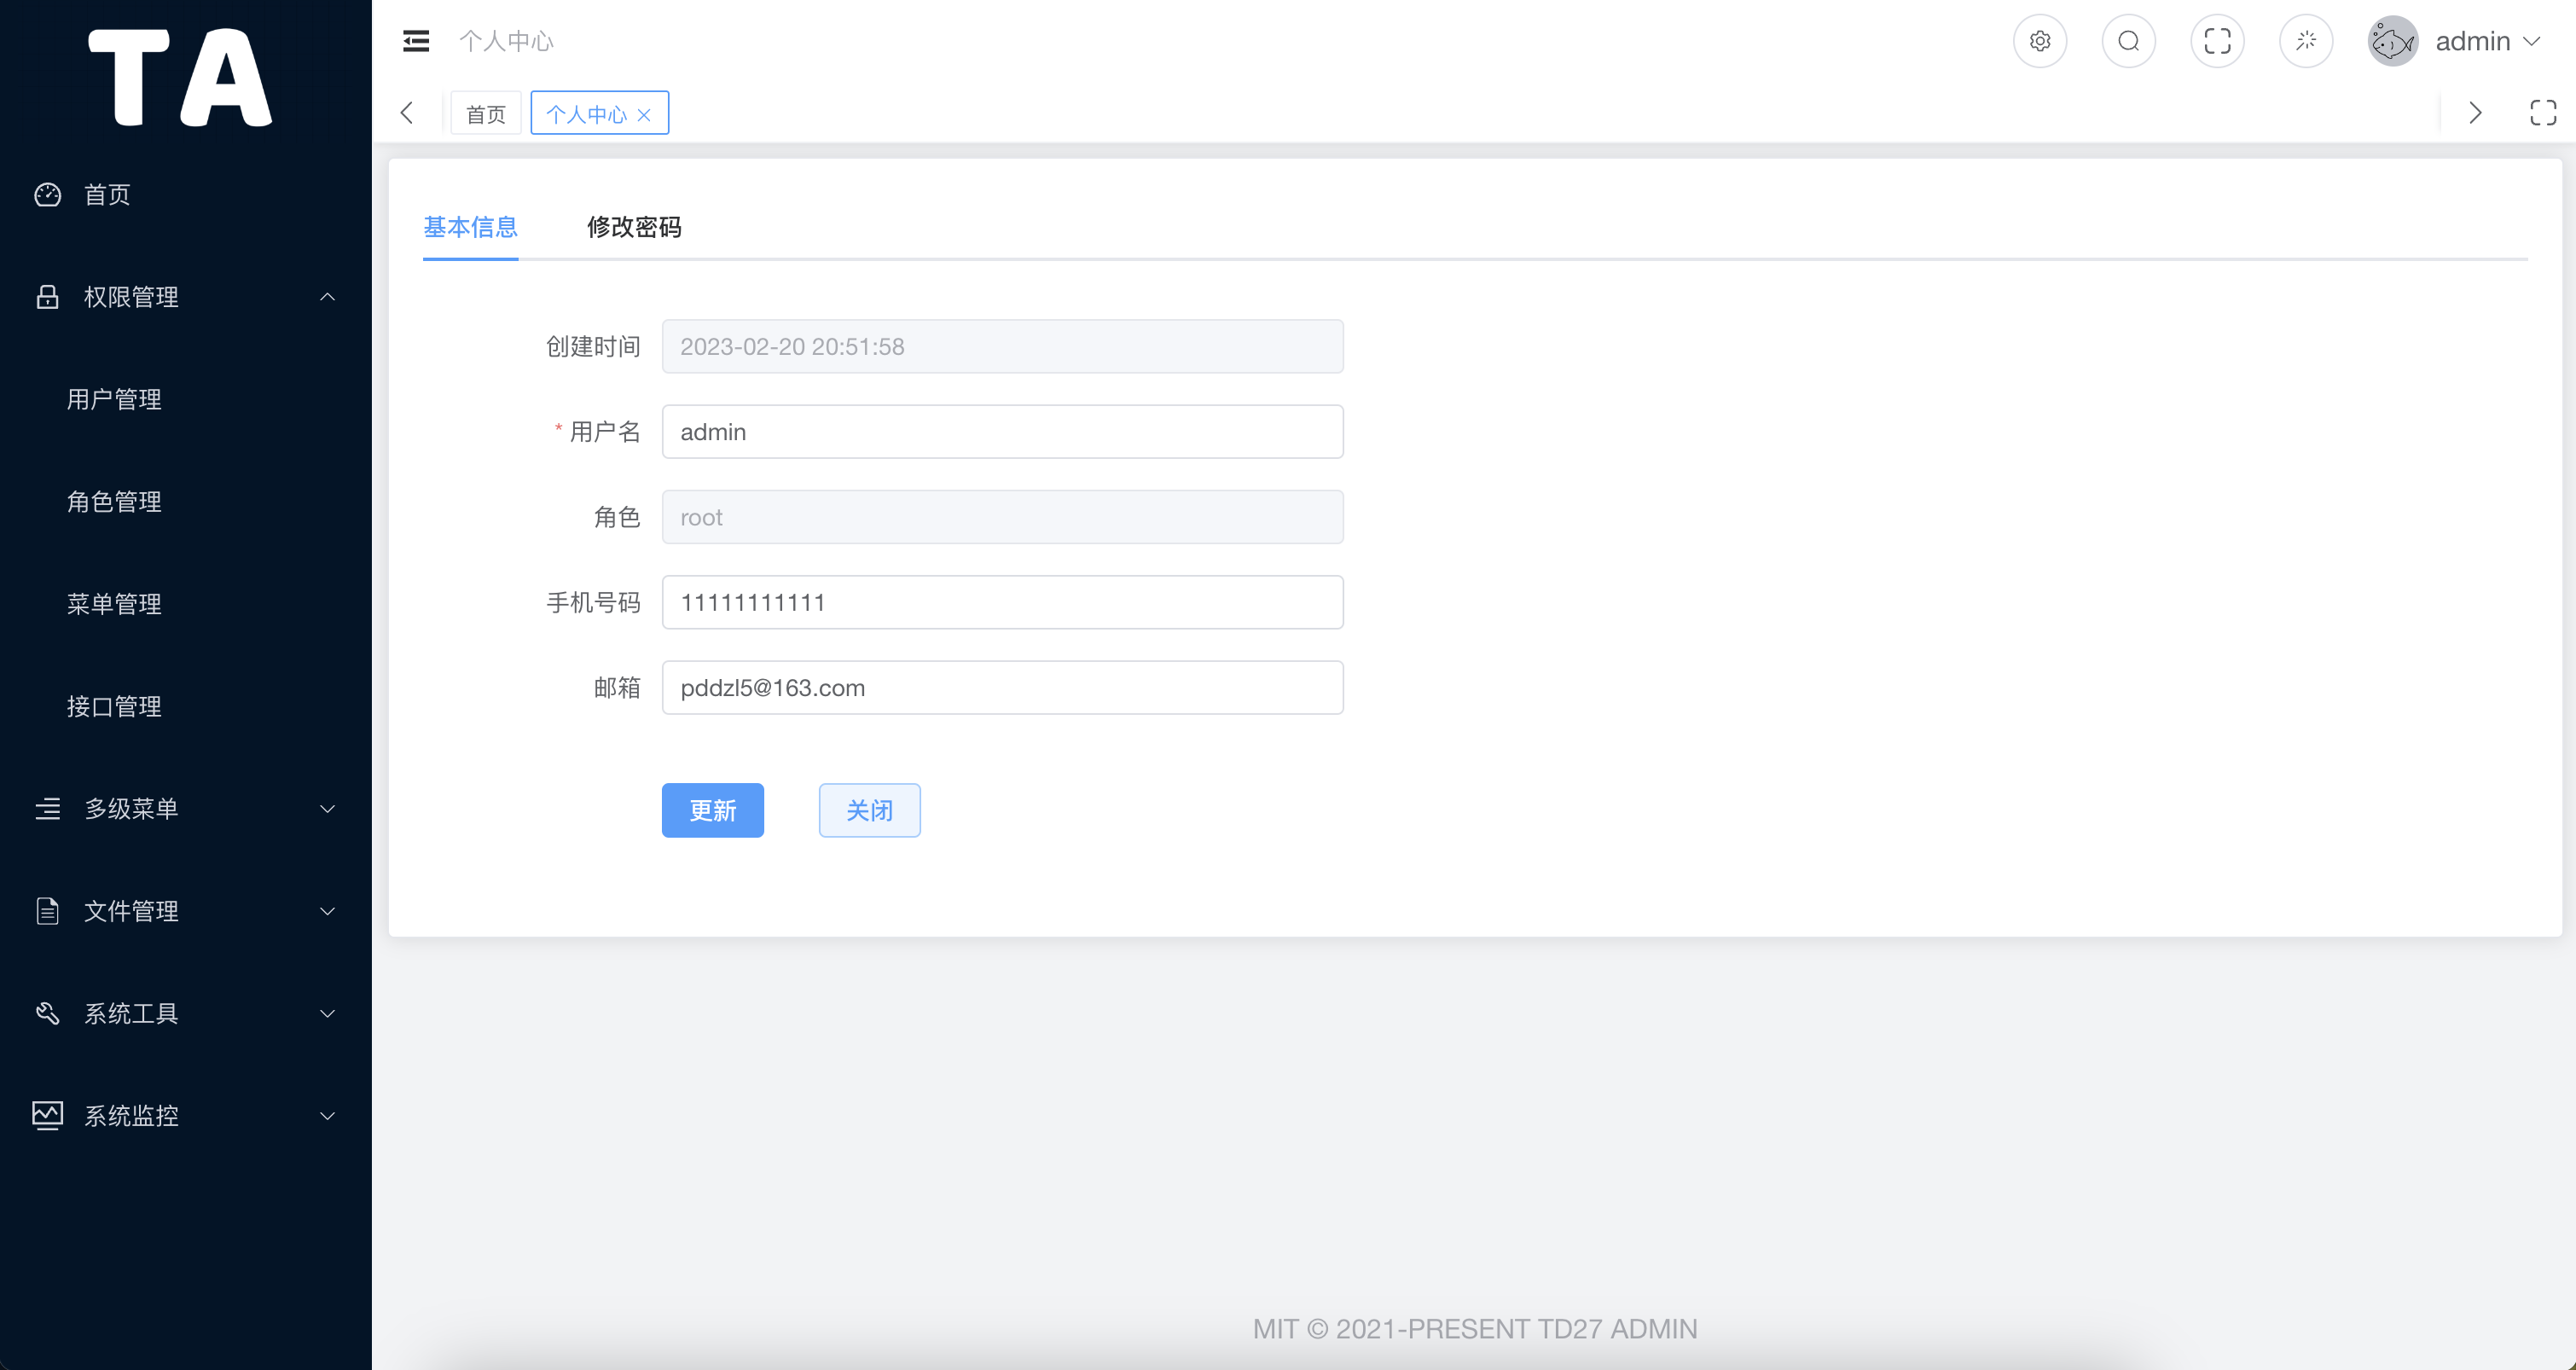 TA
首页
权限管理
用户管理
角色管理
菜单管理
接口管理
多级菜单
文件管理
系统工具
系统监控
个人中心
admin
首页
个人中心
基本信息
修改密码
创建时间 2023-02-20 20:51:58
* 用户名 admin
角色 root
手机号码 11111111111
邮箱 pddzl5@163.com
更新
关闭
MIT © 2021-PRESENT TD27 ADMIN